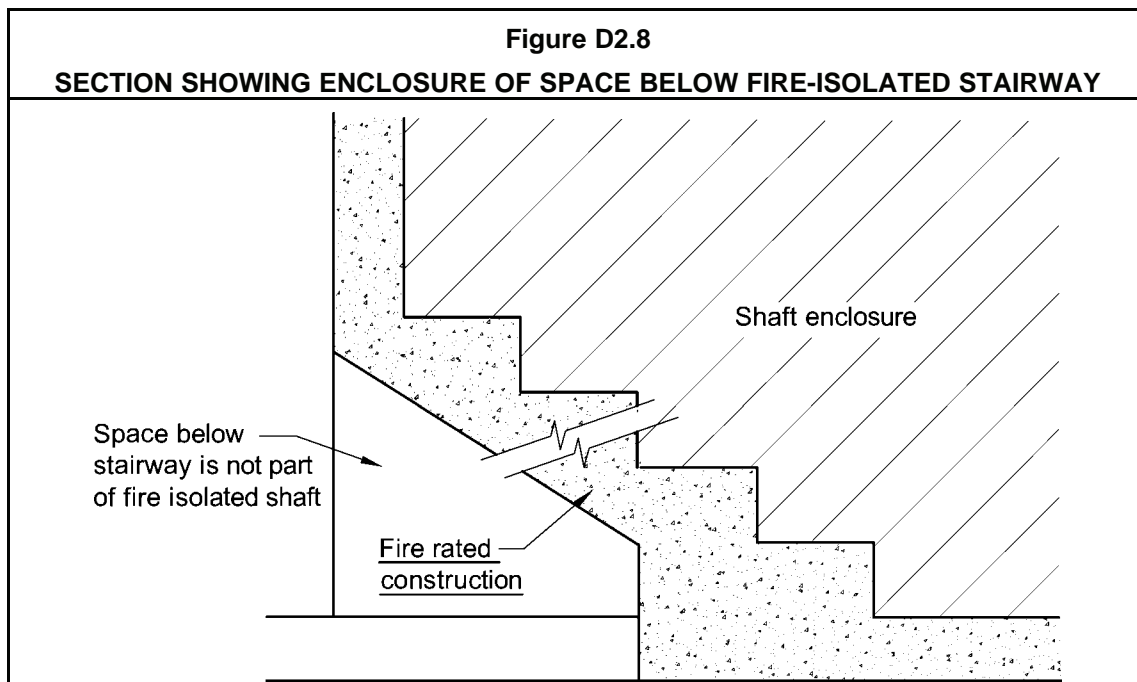 Figure D2.8
SECTION SHOWING ENCLOSURE OF SPACE BELOW FIRE-ISOLATED STAIRWAY
Shaft enclosure
Space below
stairway is not part
of fire isolated shaft
Fire rated
construction